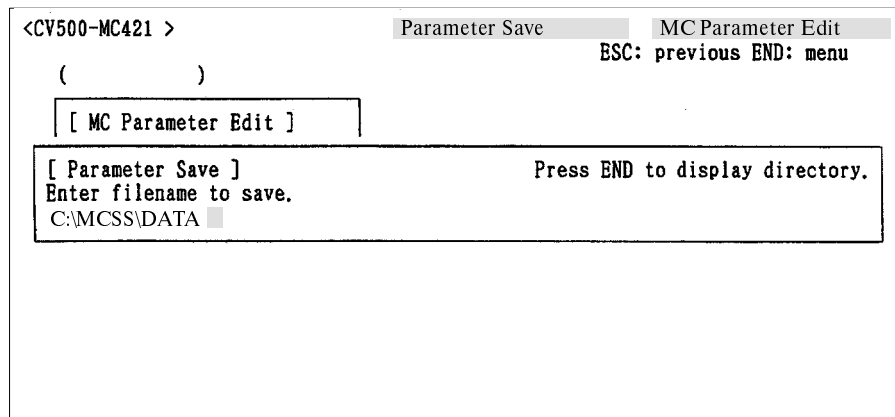 <CV500-MC421 > Parameter Save MC Parameter Edit
ESC: previous END: menu
( )
[ MC Parameter Edit ]
[ Parameter Save ] Press END to display directory.
Enter filename to save.
C:\MCSS\DATA